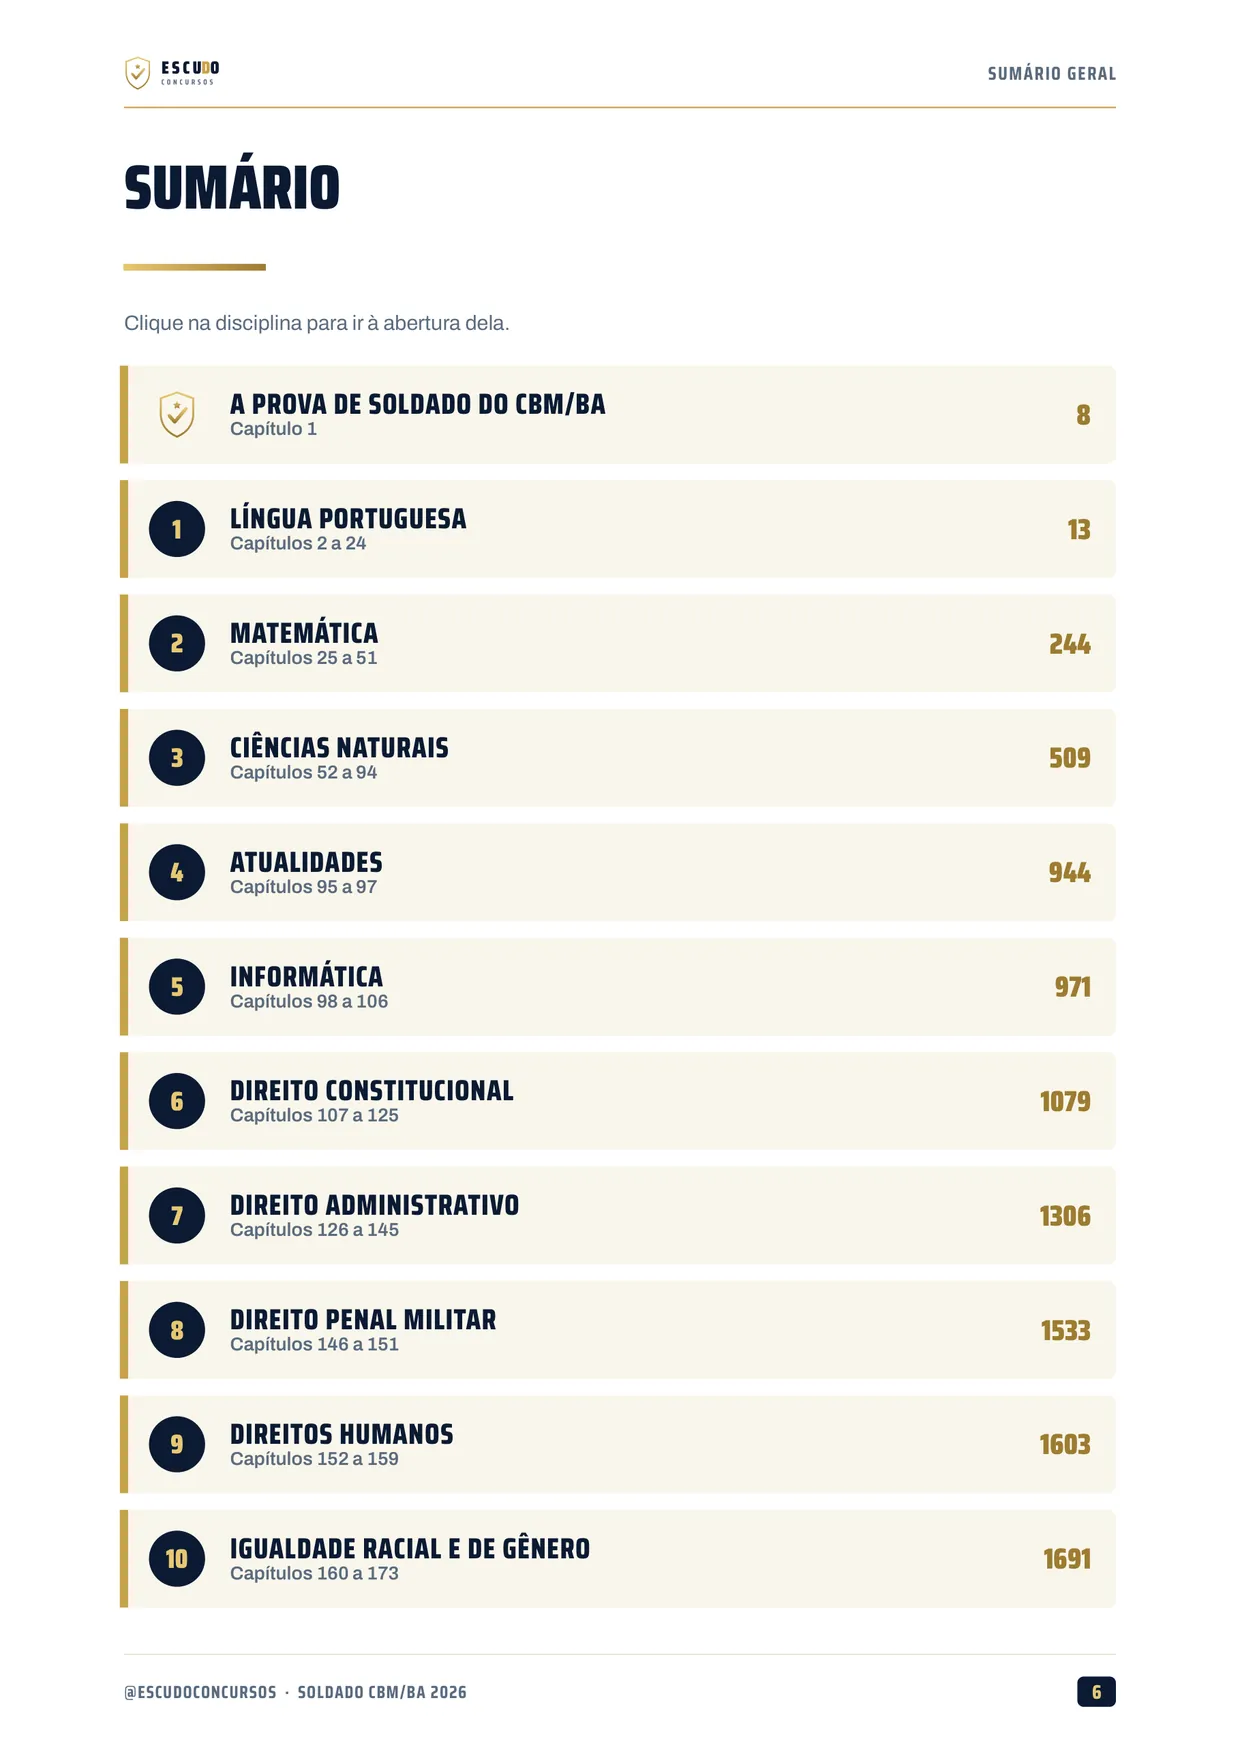 ESCUDO
CONCURSOS
SUMÁRIO GERAL
SUMÁRIO
Clique na disciplina para ir à abertura dela.
A PROVA DE SOLDADO DO CBM/BA
Capítulo 1
8
1
LÍNGUA PORTUGUESA
Capítulos 2 a 24
13
2
MATEMÁTICA
Capítulos 25 a 51
244
3
CIÊNCIAS NATURAIS
Capítulos 52 a 94
509
4
ATUALIDADES
Capítulos 95 a 97
944
5
INFORMÁTICA
Capítulos 98 a 106
971
6
DIREITO CONSTITUCIONAL
Capítulos 107 a 125
1079
7
DIREITO ADMINISTRATIVO
Capítulos 126 a 145
1306
8
DIREITO PENAL MILITAR
Capítulos 146 a 151
1533
9
DIREITOS HUMANOS
Capítulos 152 a 159
1603
10
IGUALDADE RACIAL E DE GÊNERO
Capítulos 160 a 173
1691
@ESCUDOCONCURSOS · SOLDADO CBM/BA 2026
6